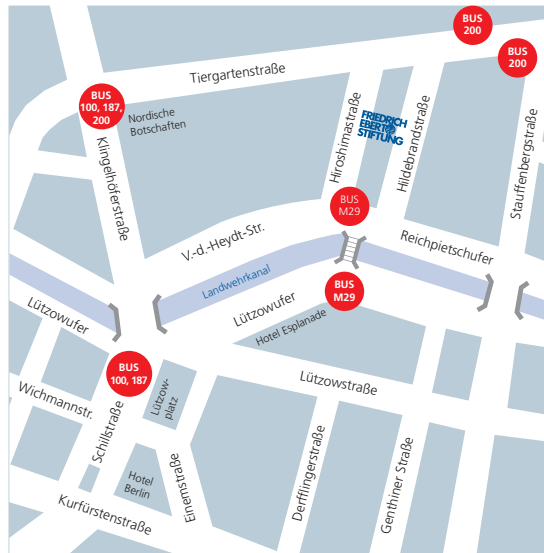 BUS
200
BUS
200
Tiergartenstraße
BUS
100, 187,
200
Nordische
Botschaften
FRIEDRICH
EBERT
STIFTUNG
Hiroshimastraße
Hildebrandstraße
Stauffenbergstraße
Klingelhöferstraße
BUS
M29
V.-d.-Heydt-Str.
Reichpietschufer
Landwehrkanal
BUS
M29
Lützowufer
Lützowufer
Hotel Esplanade
BUS
100, 187
Lützowstraße
Lützow-
platz
Wichmannstr.
Schillstraße
Hotel
Berlin
Einemstraße
Derfflingerstraße
Genthiner Straße
Kurfürstenstraße